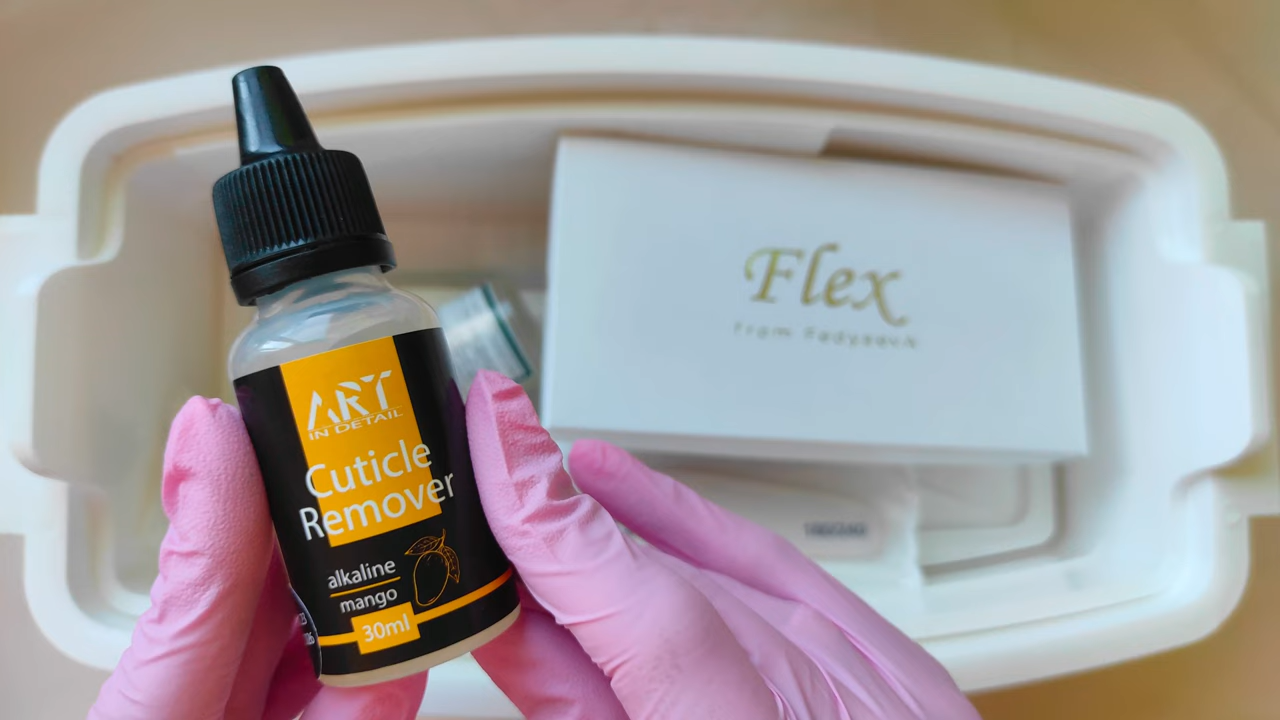 ART
IN DETAIL
Cuticle
Remover
alkaline
mango
30ml
Flex
from Fedyaeva